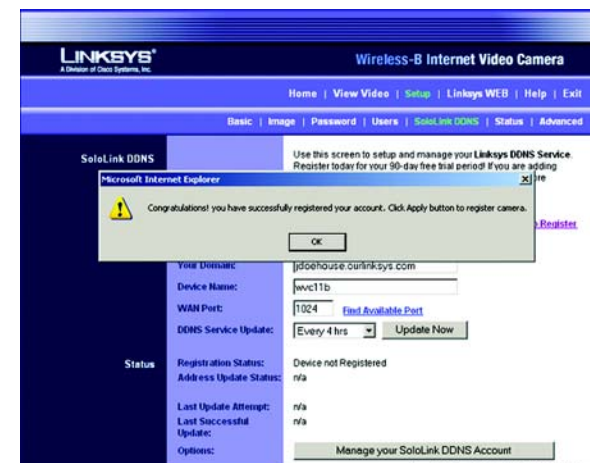 LINKSYS®
A Division of Cisco Systems, Inc.
Wireless-B Internet Video Camera
Home | View Video | Setup | Linksys WEB | Help | Exit
Basic | Image | Password | Users | SoloLink DDNS | Status | Advanced
SoloLink DDNS
Use this screen to setup and manage your Linksys DDNS Service.
Register today for your 90-day free trial period! If you are adding
re
Microsoft Internet Explorer
Congratulations! you have successfully registered your account. Click Apply button to register camera.
OK
Register
Your Domain: jdoehouse.ourlinksys.com
Device Name: wvc11b
WAN Port: 1024 Find Available Port
DDNS Service Update: Every 4 hrs Update Now
Status
Registration Status: Device not Registered
Address Update Status: n/a
Last Update Attempt: n/a
Last Successful Update: n/a
Options: Manage your SoloLink DDNS Account